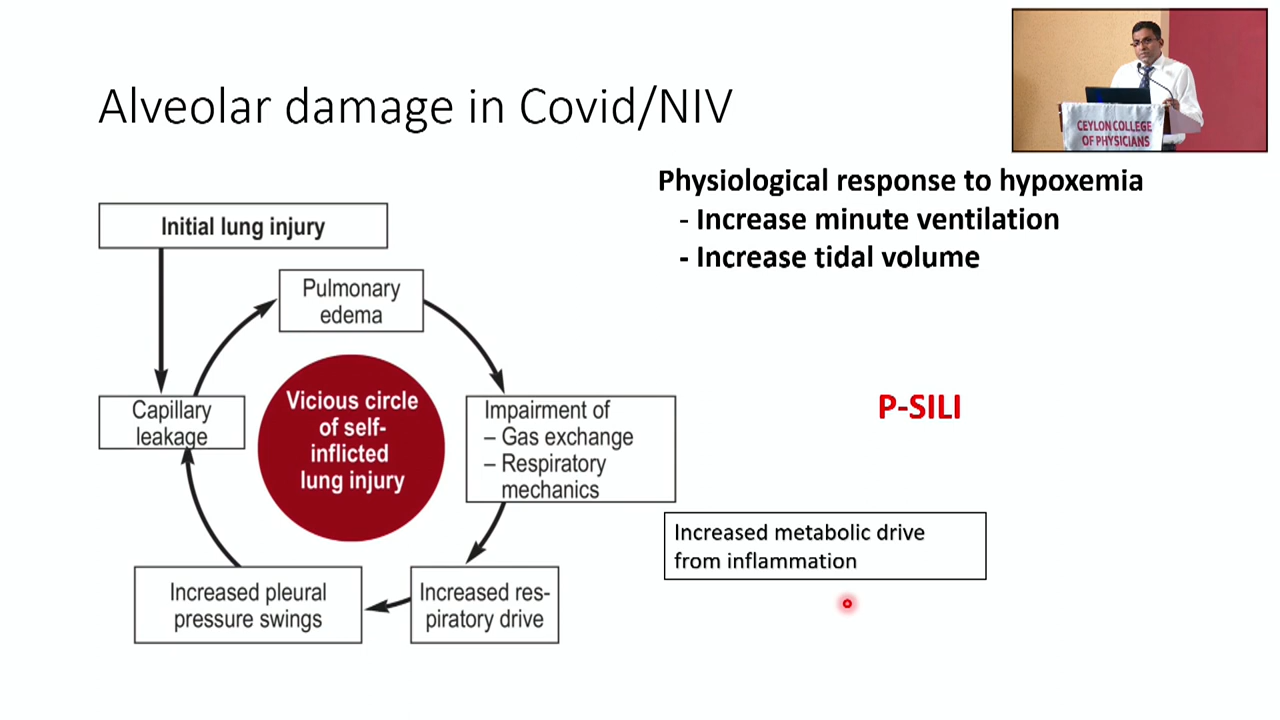 Alveolar damage in Covid/NIV
CEYLON COLLEGE
OF PHYSICIANS
Physiological response to hypoxemia
- Increase minute ventilation
- Increase tidal volume
Initial lung injury
Pulmonary
edema
Capillary
leakage
Vicious circle
of self-
inflicted
lung injury
Impairment of
– Gas exchange
– Respiratory
mechanics
P-SILI
Increased metabolic drive
from inflammation
Increased pleural
pressure swings
Increased res-
piratory drive